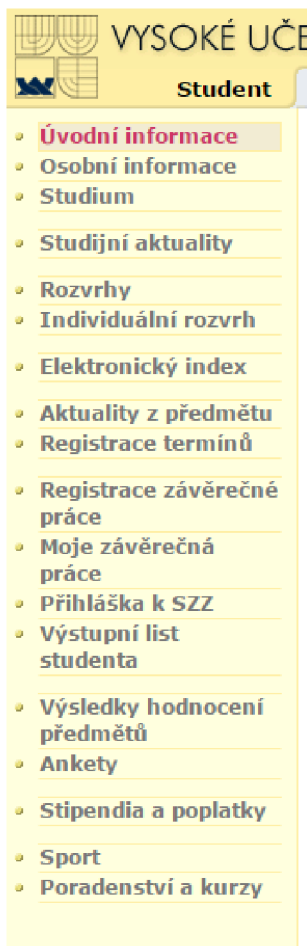 VYSOKÉ UČE
Student
Úvodní informace
Osobní informace
Studium
Studijní aktuality
Rozvrhy
Individuální rozvrh
Elektronický index
Aktuality z předmětu
Registrace termínů
Registrace závěrečné
práce
Moje závěrečná
práce
Přihláška k SZZ
Výstupní list
studenta
Výsledky hodnocení
předmětů
Ankety
Stipendia a poplatky
Sport
Poradenství a kurzy